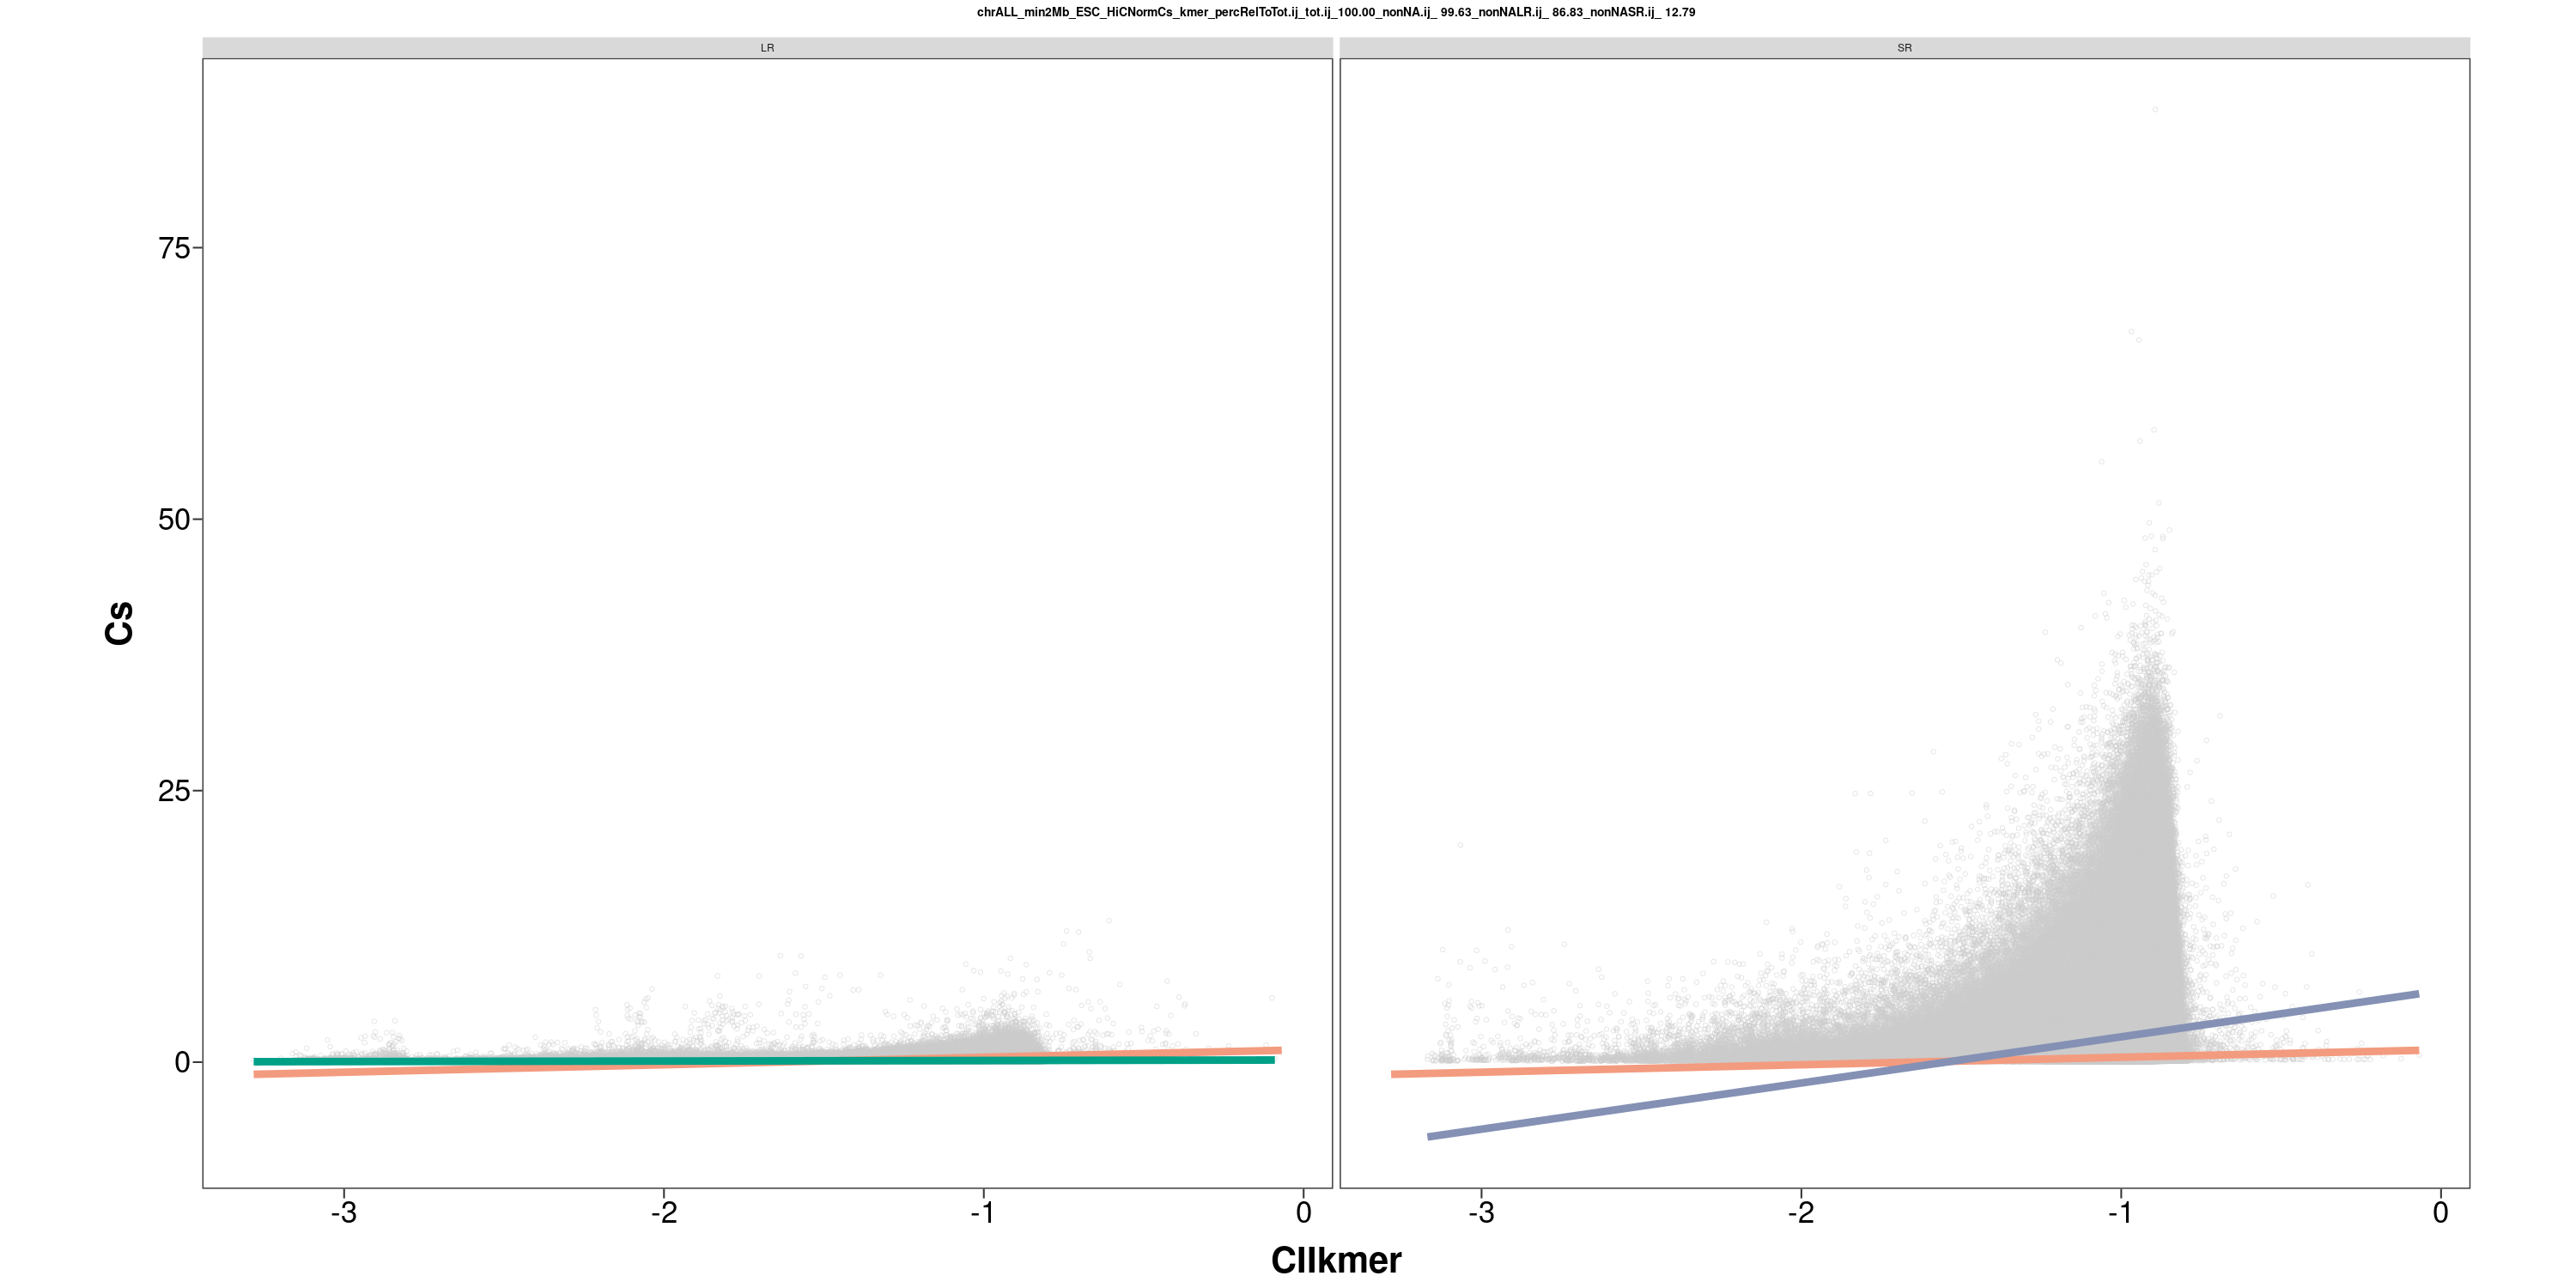 chrALL_min2Mb_ESC_HiCNormCs_kmer_percRelToTot.ij_tot.ij_100.00_nonNA.ij_ 99.63_nonNALR.ij_ 86.83_nonNASR.ij_ 12.79
LR
SR
75
50
25
0
Cs
-3
-2
-1
0
-3
-2
-1
0
CIIkmer